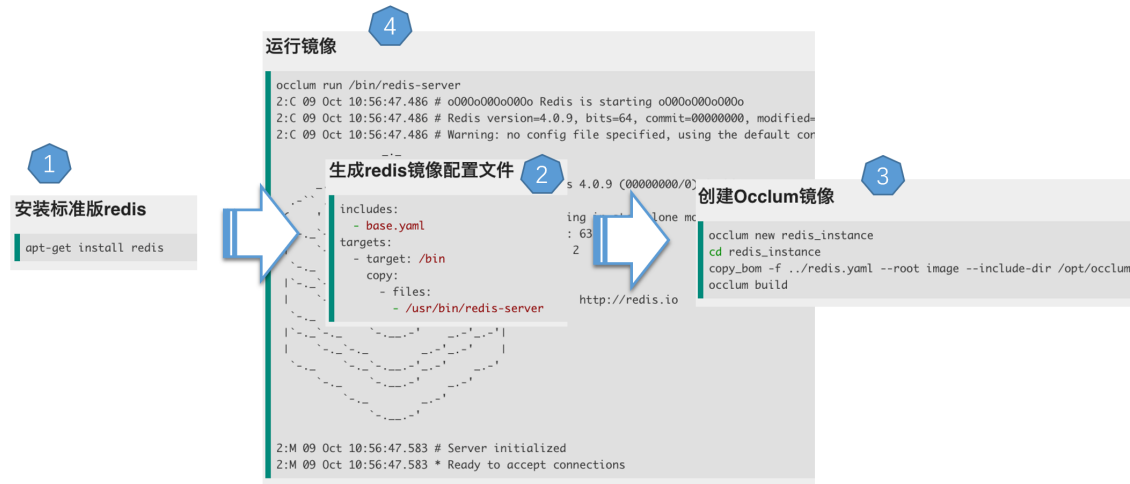 1
安装标准版redis
apt-get install redis
2
生成redis镜像配置文件
includes:
- base.yaml
targets:
- target: /bin
copy:
- files:
- /usr/bin/redis-server
3
创建Occlum镜像
occlum new redis_instance
cd redis_instance
copy_bom -f ../redis.yaml --root image --include-dir /opt/occlum
occlum build
4
运行镜像
occlum run /bin/redis-server
2:C 09 Oct 10:56:47.486 # oO0OoO0OoO0Oo Redis is starting oO0OoO0OoO0Oo
2:C 09 Oct 10:56:47.486 # Redis version=4.0.9, bits=64, commit=00000000, modified=
2:C 09 Oct 10:56:47.486 # Warning: no config file specified, using the default
4.0.9 (00000000/0)
http://redis.io
2:M 09 Oct 10:56:47.583 # Server initialized
2:M 09 Oct 10:56:47.583 * Ready to accept connections